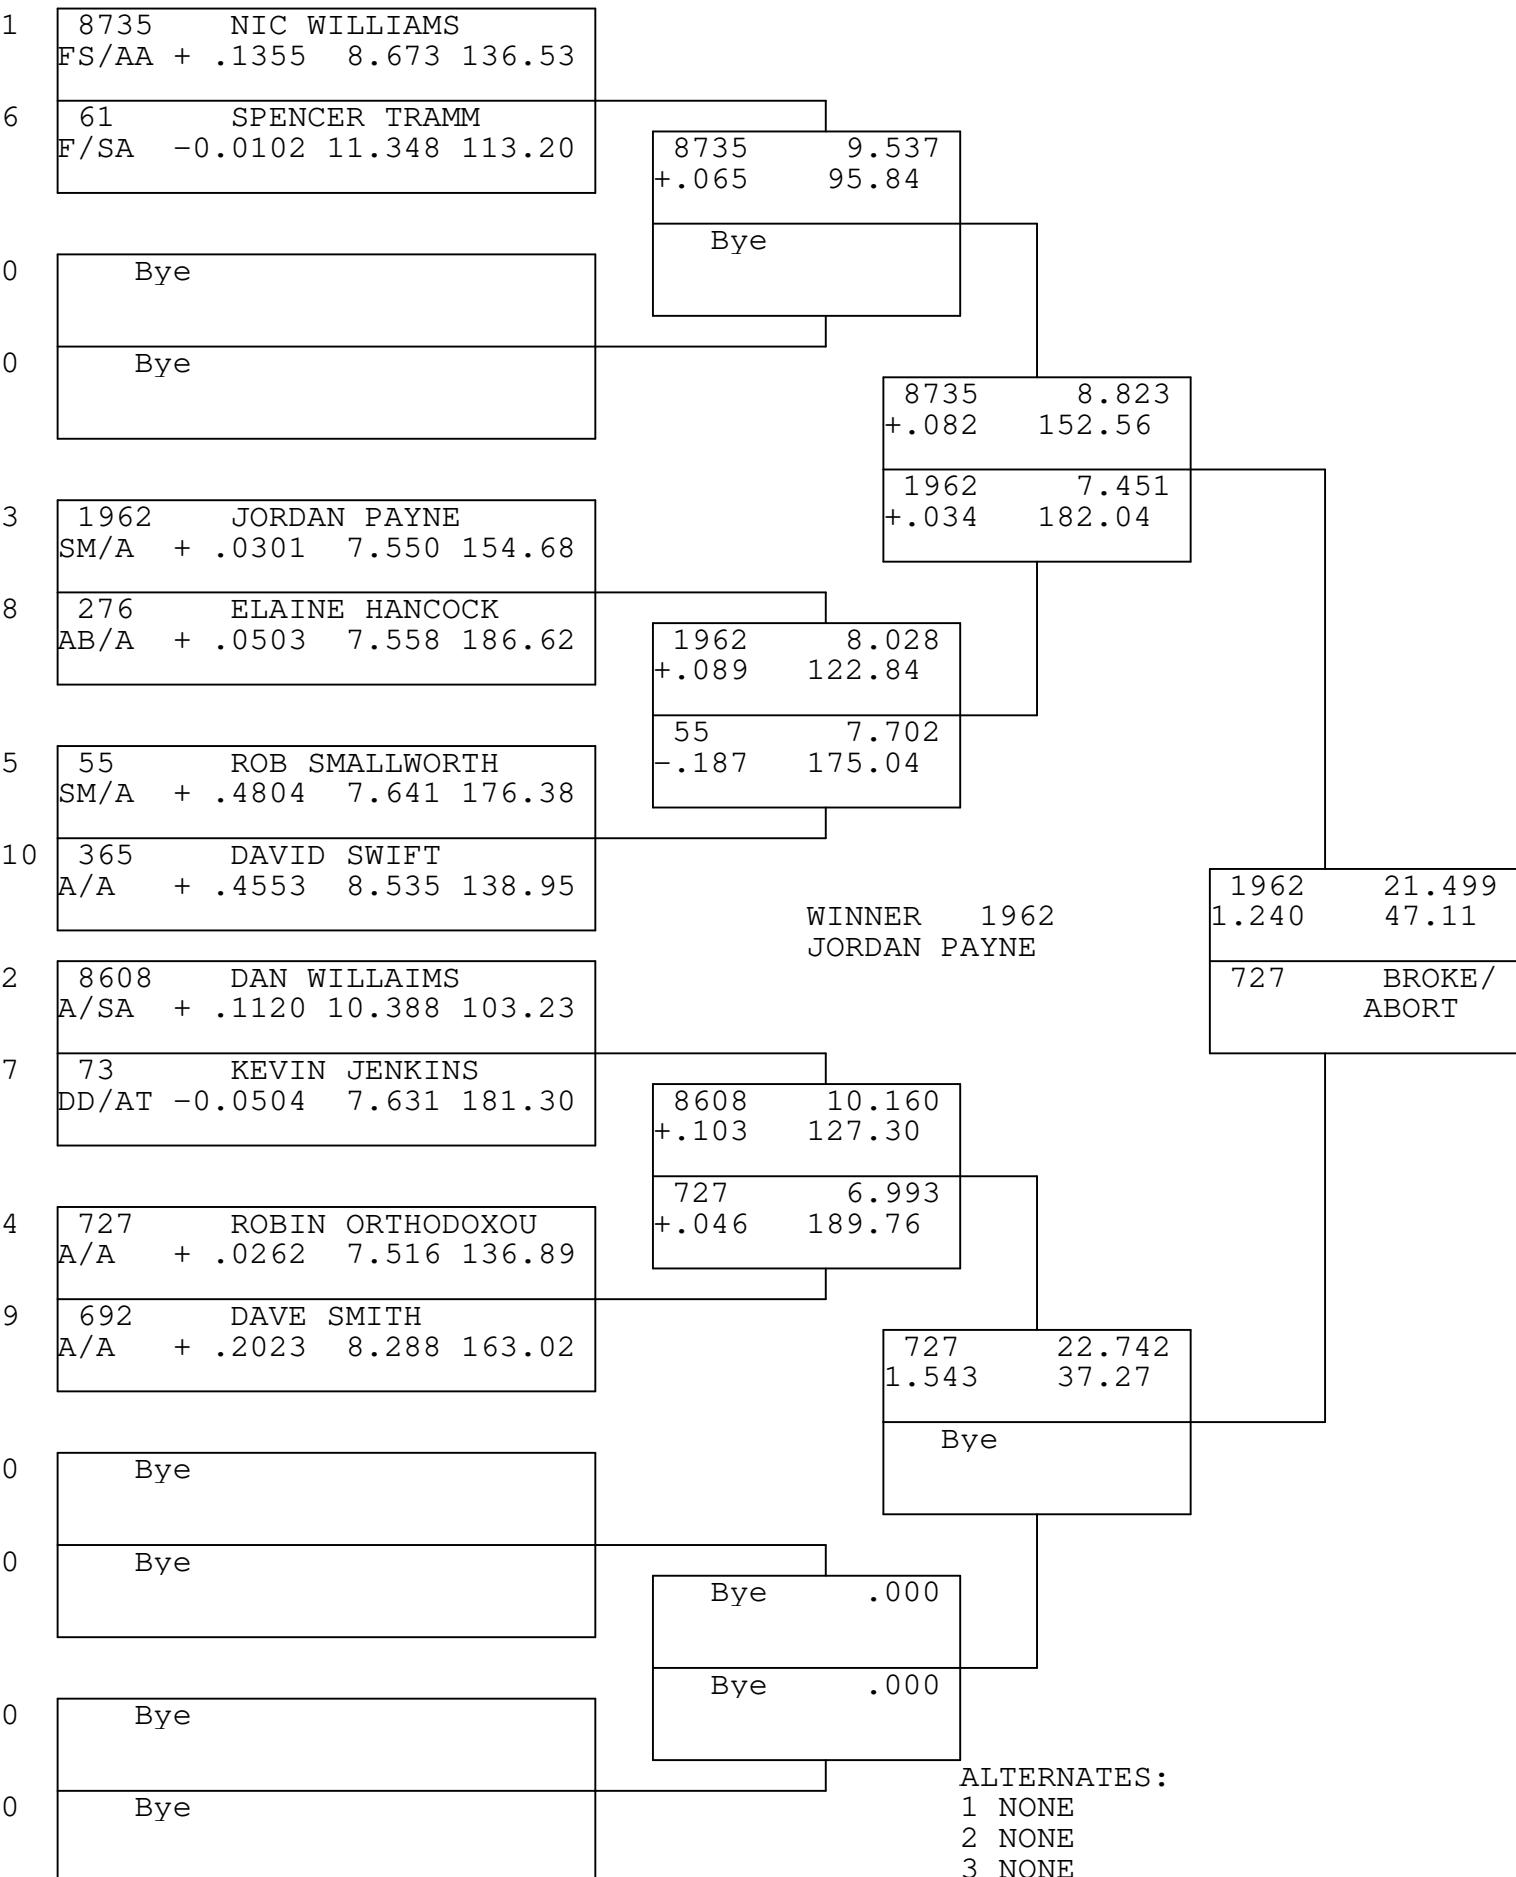 1 8735 NIC WILLIAMS
FS/AA + .1355 8.673 136.53
6 61 SPENCER TRAMM
F/SA -0.0102 11.348 113.20
8735 9.537
+.065 95.84
Bye
0 Bye
0 Bye
8735 8.823
+.082 152.56
1962 7.451
+.034 182.04
3 1962 JORDAN PAYNE
SM/A + .0301 7.550 154.68
8 276 ELAINE HANCOCK
AB/A + .0503 7.558 186.62
1962 8.028
+.089 122.84
55 7.702
-.187 175.04
5 55 ROB SMALLWORTH
SM/A + .4804 7.641 176.38
10 365 DAVID SWIFT
A/A + .4553 8.535 138.95
WINNER 1962
JORDAN PAYNE
1962 21.499
1.240 47.11
727 BROKE/
ABORT
2 8608 DAN WILLAIMS
A/SA + .1120 10.388 103.23
7 73 KEVIN JENKINS
DD/AT -0.0504 7.631 181.30
8608 10.160
+.103 127.30
727 6.993
+.046 189.76
4 727 ROBIN ORTHODOXOU
A/A + .0262 7.516 136.89
9 692 DAVE SMITH
A/A + .2023 8.288 163.02
727 22.742
1.543 37.27
Bye
0 Bye
0 Bye
Bye .000
Bye .000
0 Bye
0 Bye
ALTERNATES:
1 NONE
2 NONE
3 NONE